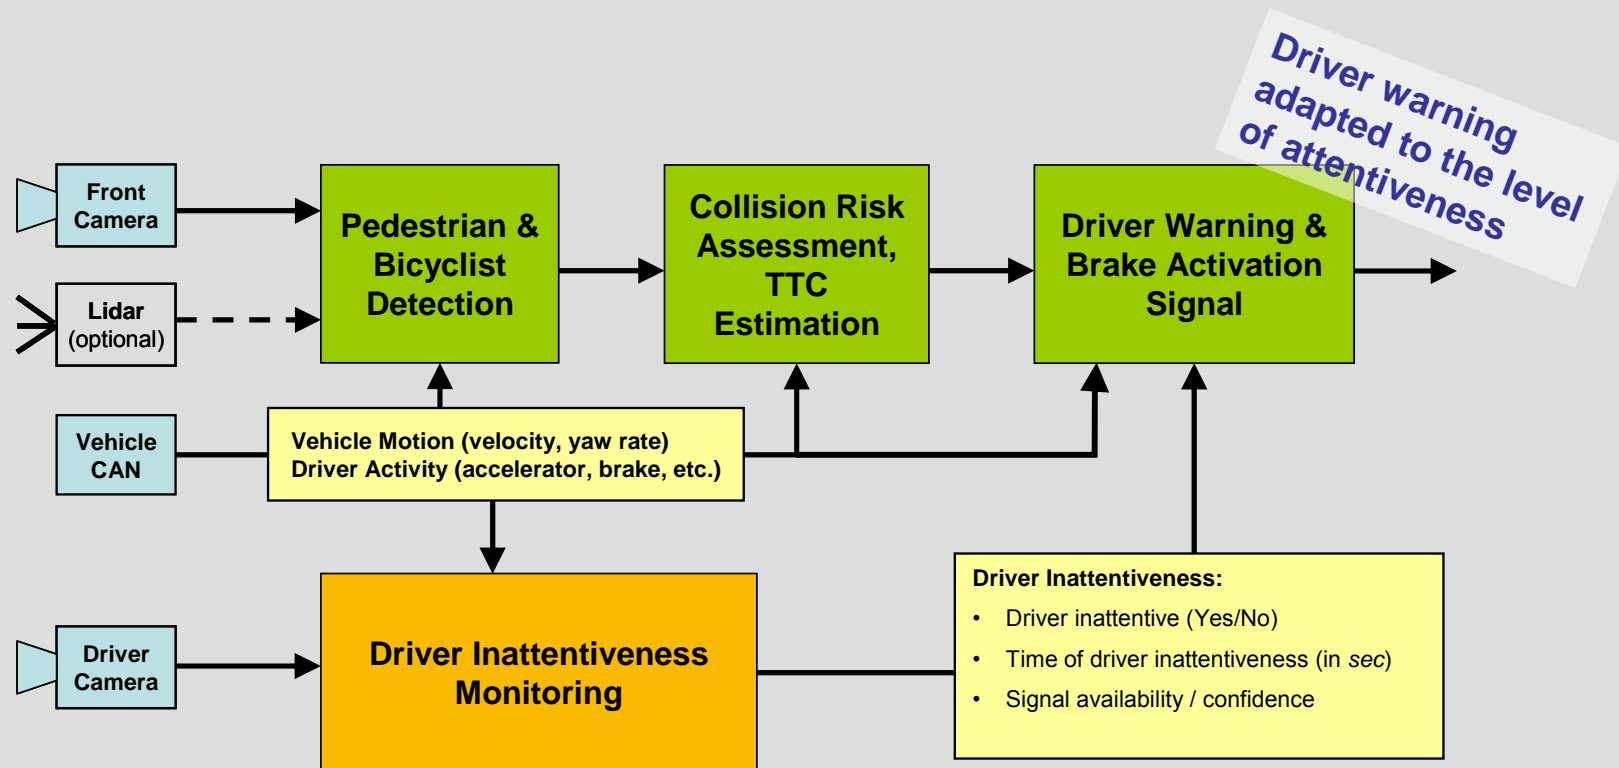 Driver warning
adapted to the level
of attentiveness
Front
Camera
Pedestrian &
Bicyclist
Detection
Collision Risk
Assessment,
TTC
Estimation
Driver Warning &
Brake Activation
Signal
Lidar
(optional)
Vehicle
CAN
Vehicle Motion (velocity, yaw rate)
Driver Activity (accelerator, brake, etc.)
Driver
Camera
Driver Inattentiveness
Monitoring
Driver Inattentiveness:
• Driver inattentive (Yes/No)
• Time of driver inattentiveness (in sec)
• Signal availability / confidence